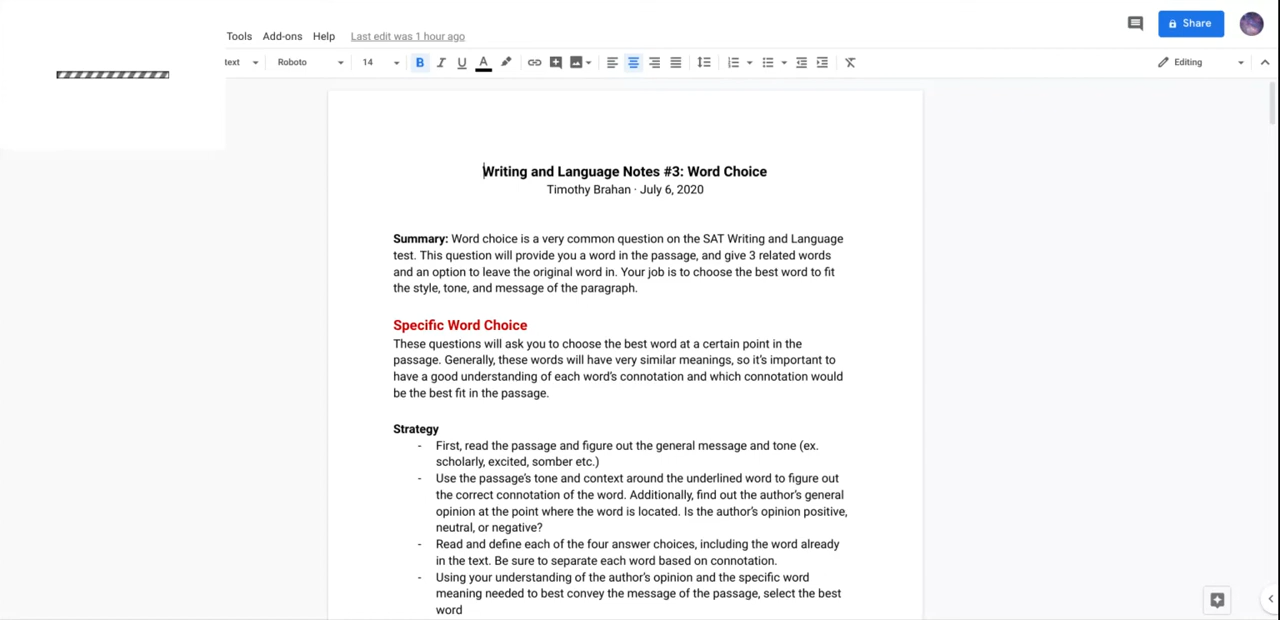 Share
Tools Add-ons Help Last edit was 1 hour ago
text Roboto 14 B I U A Editing
Writing and Language Notes #3: Word Choice
Timothy Brahan · July 6, 2020
Summary: Word choice is a very common question on the SAT Writing and Language
test. This question will provide you a word in the passage, and give 3 related words
and an option to leave the original word in. Your job is to choose the best word to fit
the style, tone, and message of the paragraph.
Specific Word Choice
These questions will ask you to choose the best word at a certain point in the
passage. Generally, these words will have very similar meanings, so it's important to
have a good understanding of each word's connotation and which connotation would
be the best fit in the passage.
Strategy
- First, read the passage and figure out the general message and tone (ex.
scholarly, excited, somber etc.)
- Use the passage's tone and context around the underlined word to figure out
the correct connotation of the word. Additionally, find out the author's general
opinion at the point where the word is located. Is the author's opinion positive,
neutral, or negative?
- Read and define each of the four answer choices, including the word already
in the text. Be sure to separate each word based on connotation.
- Using your understanding of the author's opinion and the specific word
meaning needed to best convey the message of the passage, select the best
word